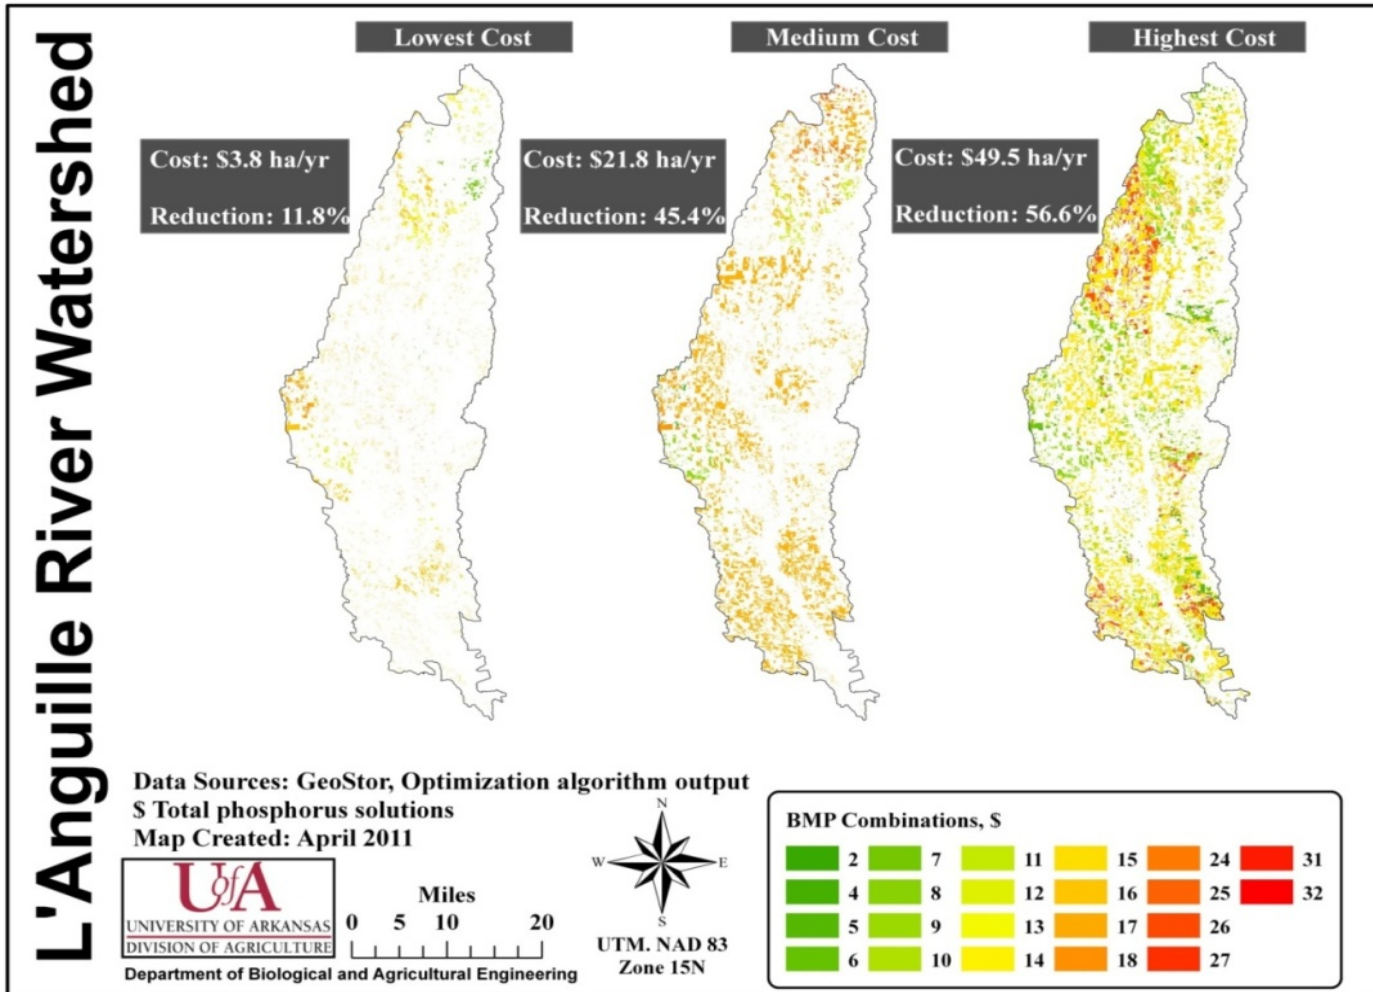 L'Anguille River Watershed
Lowest Cost
Medium Cost
Highest Cost
Cost: $3.8 ha/yr
Reduction: 11.8%
Cost: $21.8 ha/yr
Reduction: 45.4%
Cost: $49.5 ha/yr
Reduction: 56.6%
Data Sources: GeoStor, Optimization algorithm output
$ Total phosphorus solutions
Map Created: April 2011
UofA
UNIVERSITY OF ARKANSAS
DIVISION OF AGRICULTURE
Department of Biological and Agricultural Engineering
Miles
0 5 10 20
N
W E
S
UTM. NAD 83
Zone 15N
BMP Combinations, $
2 7 11 15 24 31
4 8 12 16 25 32
5 9 13 17 26
6 10 14 18 27